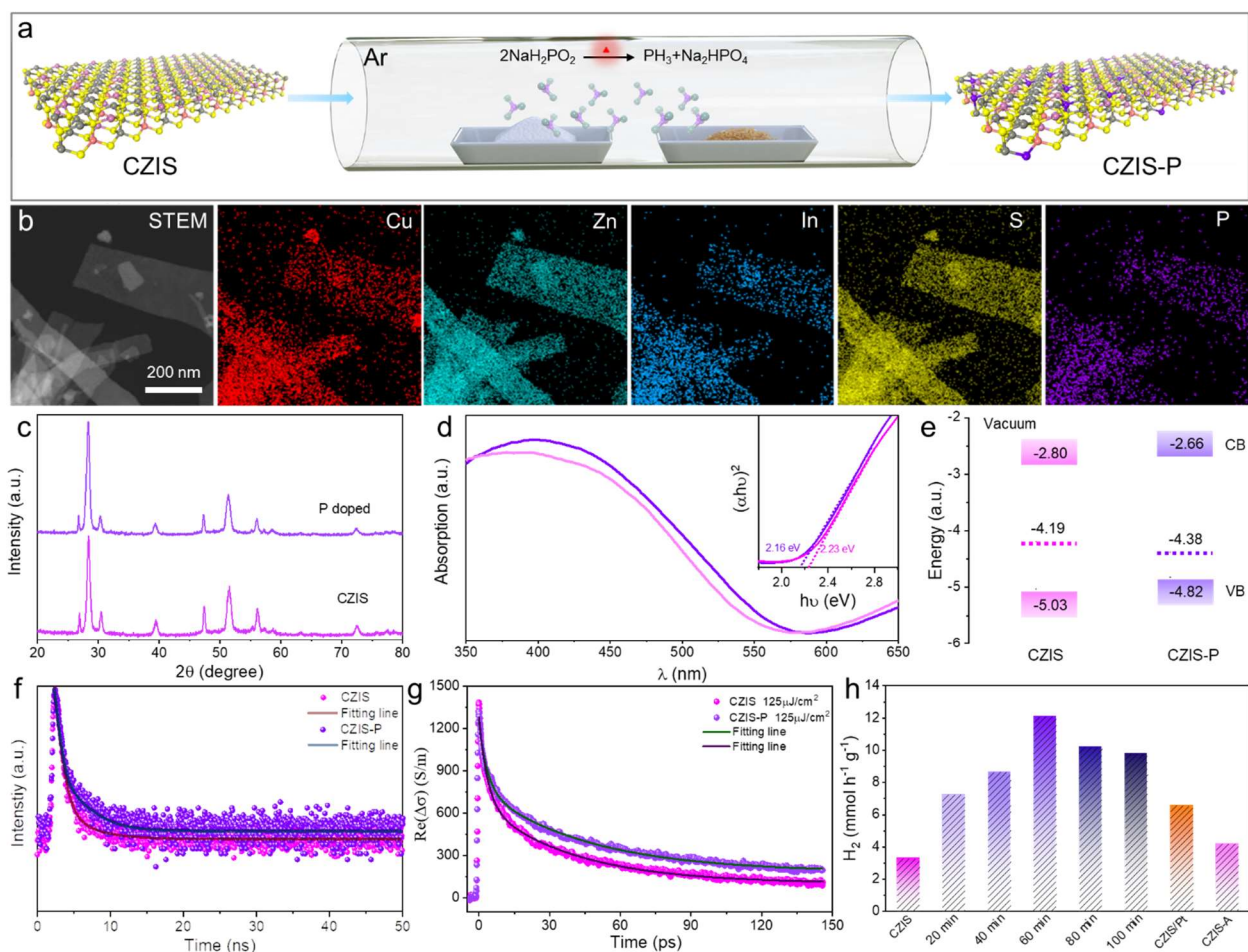 a
Ar
2NaH₂PO₂ ▲ PH₃+Na₂HPO₄
CZIS
CZIS-P
b
STEM
200 nm
Cu
Zn
In
S
P
c
Intensity (a.u.)
P doped
CZIS
20 30 40 50 60 70 80
2θ (degree)
d
Absorption (a.u.)
350 400 450 500 550 600 650
λ (nm)
(αhυ)²
2.16 eV
2.23 eV
2.0 2.4 2.8
hυ (eV)
e
Energy (a.u.)
-2
-3
-4
-5
-6
Vacuum
-2.80
-2.66
CB
-4.19
-4.38
-5.03
-4.82
VB
CZIS
CZIS-P
f
Intenstiy (a.u.)
CZIS
Fitting line
CZIS-P
Fitting line
0 10 20 30 40 50
Time (ns)
g
Re(Δσ) (S/m)
1500
1200
900
600
300
0
CZIS 125μJ/cm²
CZIS-P 125μJ/cm²
Fitting line
Fitting line
0 30 60 90 120 150
Time (ps)
h
H₂ (mmol h⁻¹ g⁻¹)
14
12
10
8
6
4
2
0
CZIS
20 min
40 min
60 min
80 min
100 min
CZIS/Pt
CZIS-A